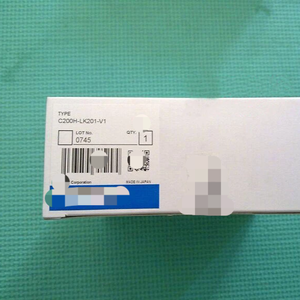 TYPE
C200H-LK201-V1
LOT No.
QTY.
0745
1
Corporation
MADE IN JAPAN